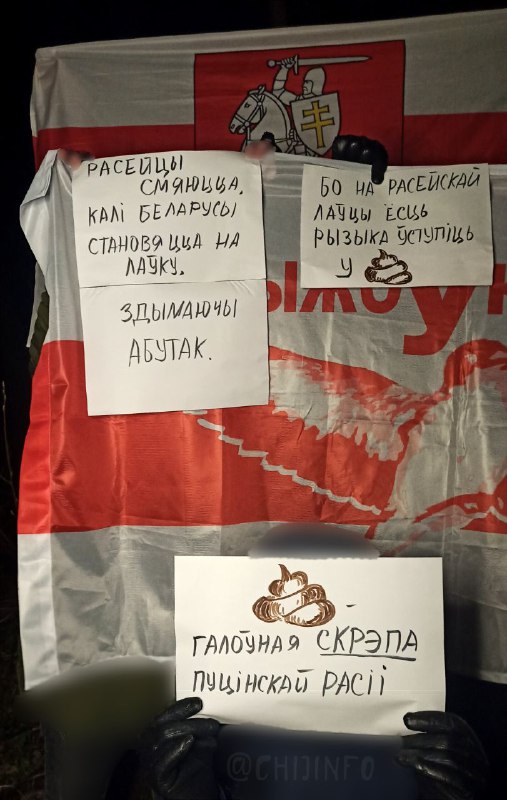 РАСЕЙЦЫ
СМЯЮЦЦА,
КАЛІ БЕЛАРУСЫ
СТАНОВЯЦЦА НА
ЛАЎКУ.
ЗДЫМАЮЧЫ
АБУТАК.
БО НА РАСЕЙСКАЙ
ЛАЎЦЫ ЁСЦЬ
РЫЗЫКА ЎСТУПІЦЬ
У
ГАЛОЎНАЯ СКРЭПА
ПУЦІНСКАЙ РАСІІ
@CHIJINFO